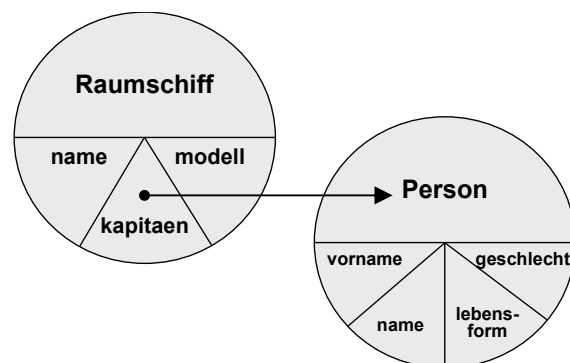 Raumschiff
name
modell
kapitaen
Person
vorname
geschlecht
name
lebens-
form